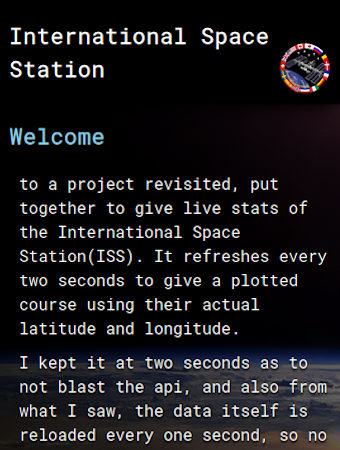 International Space
Station
Welcome
to a project revisited, put
together to give live stats of
the International Space
Station(ISS). It refreshes every
two seconds to give a plotted
course using their actual
latitude and longitude.
I kept it at two seconds as to
not blast the api, and also from
what I saw, the data itself is
reloaded every one second, so no